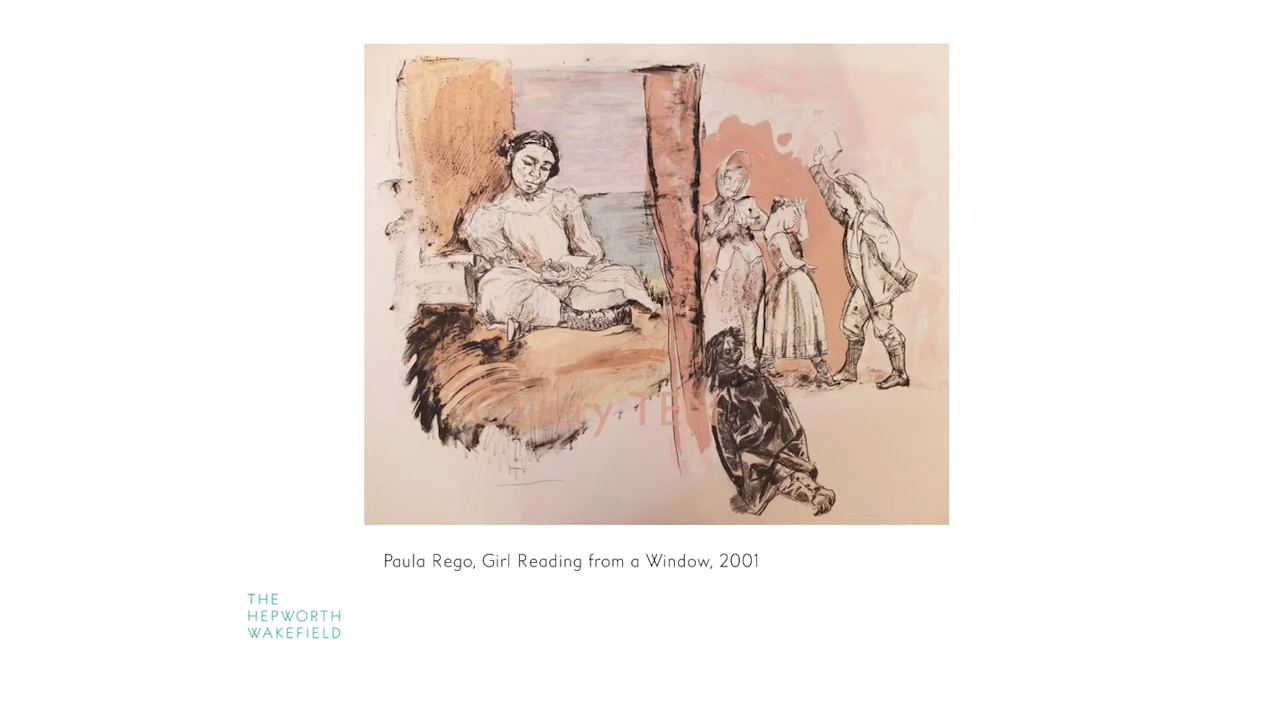 Paula Rego, Girl Reading from a Window, 2001
THE
HEPWORTH
WAKEFIELD